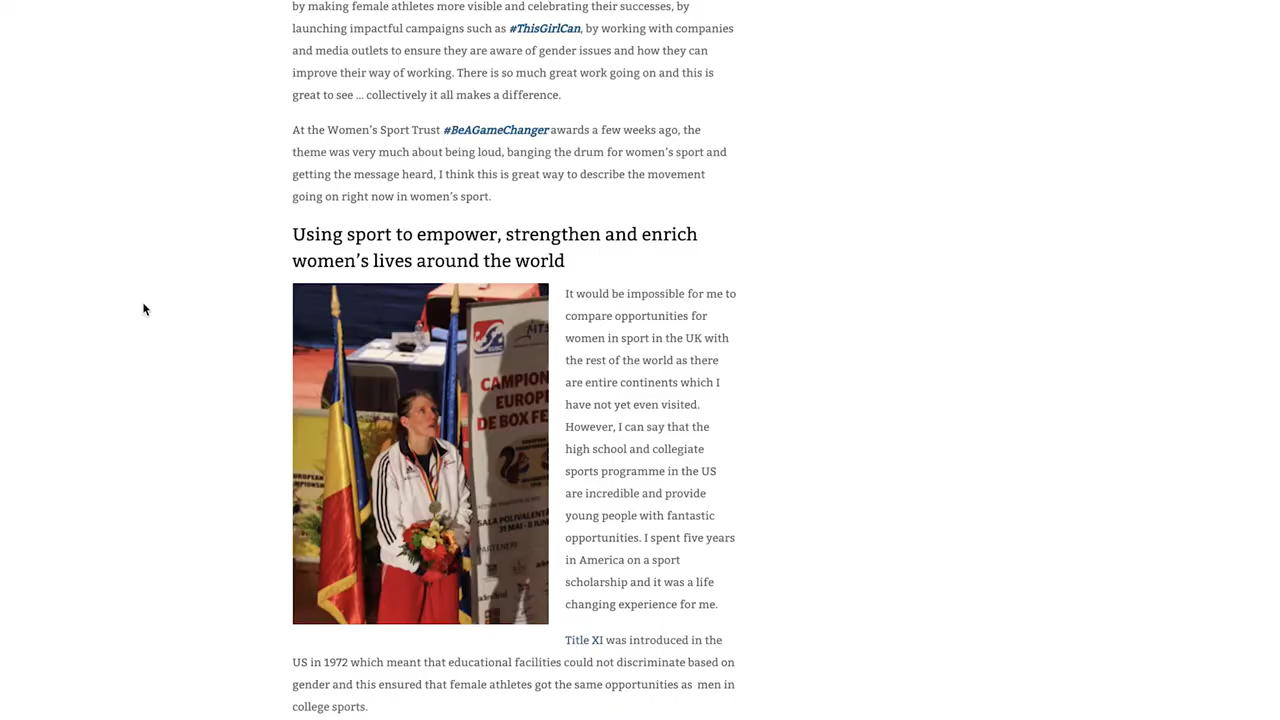 by making female athletes more visible and celebrating their successes, by
launching impactful campaigns such as #ThisGirlCan, by working with companies
and media outlets to ensure they are aware of gender issues and how they can
improve their way of working. There is so much great work going on and this is
great to see ... collectively it all makes a difference.
At the Women's Sport Trust #BeAGameChanger awards a few weeks ago, the
theme was very much about being loud, banging the drum for women's sport and
getting the message heard, I think this is great way to describe the movement
going on right now in women's sport.
Using sport to empower, strengthen and enrich
women's lives around the world
CAMPION
EUROPE
DE BOX FE
SALA POLIVALENT
31 MAI - 8 IUN
PARTENERI
It would be impossible for me to
compare opportunities for
women in sport in the UK with
the rest of the world as there
are entire continents which I
have not yet even visited.
However, I can say that the
high school and collegiate
sports programme in the US
are incredible and provide
young people with fantastic
opportunities. I spent five years
in America on a sport
scholarship and it was a life
changing experience for me.
Title XI was introduced in the
US in 1972 which meant that educational facilities could not discriminate based on
gender and this ensured that female athletes got the same opportunities as men in
college sports.